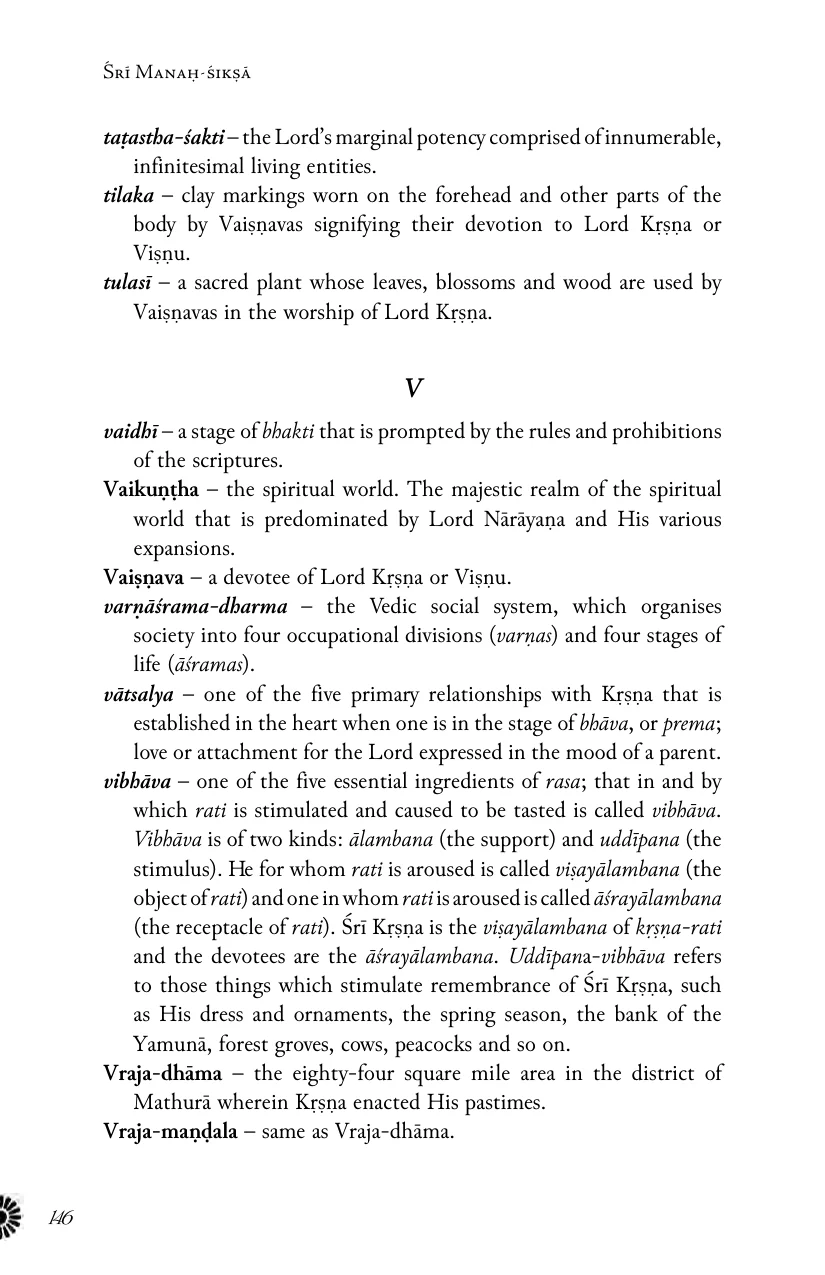 Śrī Manaḥ-śikṣā
taṭastha-śakti – the Lord's marginal potency comprised of innumerable,
infinitesimal living entities.
tilaka – clay markings worn on the forehead and other parts of the
body by Vaiṣṇavas signifying their devotion to Lord Kṛṣṇa or
Viṣṇu.
tulasī – a sacred plant whose leaves, blossoms and wood are used by
Vaiṣṇavas in the worship of Lord Kṛṣṇa.
V
vaidhī – a stage of bhakti that is prompted by the rules and prohibitions
of the scriptures.
Vaikuṇṭha – the spiritual world. The majestic realm of the spiritual
world that is predominated by Lord Nārāyaṇa and His various
expansions.
Vaiṣṇava – a devotee of Lord Kṛṣṇa or Viṣṇu.
varṇāśrama-dharma – the Vedic social system, which organises
society into four occupational divisions (varṇas) and four stages of
life (āśramas).
vātsalya – one of the five primary relationships with Kṛṣṇa that is
established in the heart when one is in the stage of bhāva, or prema;
love or attachment for the Lord expressed in the mood of a parent.
vibhāva – one of the five essential ingredients of rasa; that in and by
which rati is stimulated and caused to be tasted is called vibhāva.
Vibhāva is of two kinds: ālambana (the support) and uddīpana (the
stimulus). He for whom rati is aroused is called viṣayālambana (the
object of rati) and one in whom rati is aroused is called āśrayālambana
(the receptacle of rati). Śrī Kṛṣṇa is the viṣayālambana of kṛṣṇa-rati
and the devotees are the āśrayālambana. Uddīpana-vibhāva refers
to those things which stimulate remembrance of Śrī Kṛṣṇa, such
as His dress and ornaments, the spring season, the bank of the
Yamunā, forest groves, cows, peacocks and so on.
Vraja-dhāma – the eighty-four square mile area in the district of
Mathurā wherein Kṛṣṇa enacted His pastimes.
Vraja-maṇḍala – same as Vraja-dhāma.
146